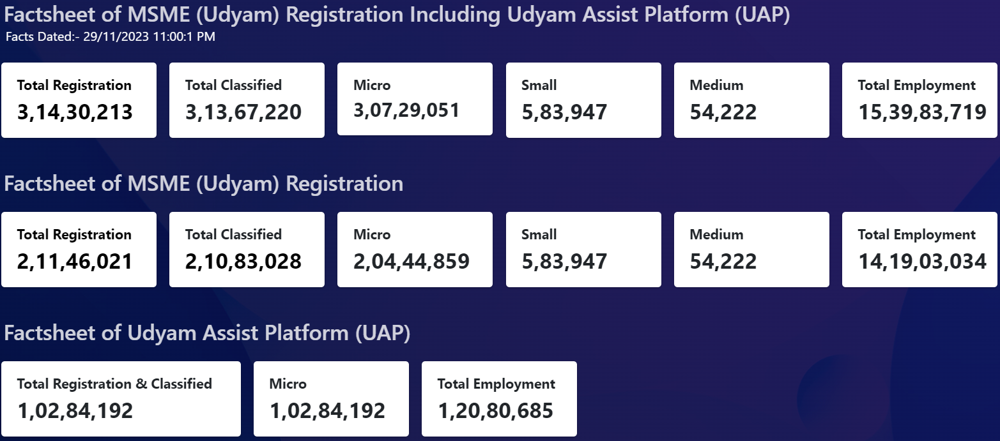 Factsheet of MSME (Udyam) Registration Including Udyam Assist Platform (UAP)
Facts Dated:- 29/11/2023 11:00:1 PM
Total Registration
3,14,30,213
Total Classified
3,13,67,220
Micro
3,07,29,051
Small
5,83,947
Medium
54,222
Total Employment
15,39,83,719
Factsheet of MSME (Udyam) Registration
Total Registration
2,11,46,021
Total Classified
2,10,83,028
Micro
2,04,44,859
Small
5,83,947
Medium
54,222
Total Employment
14,19,03,034
Factsheet of Udyam Assist Platform (UAP)
Total Registration & Classified
1,02,84,192
Micro
1,02,84,192
Total Employment
1,20,80,685